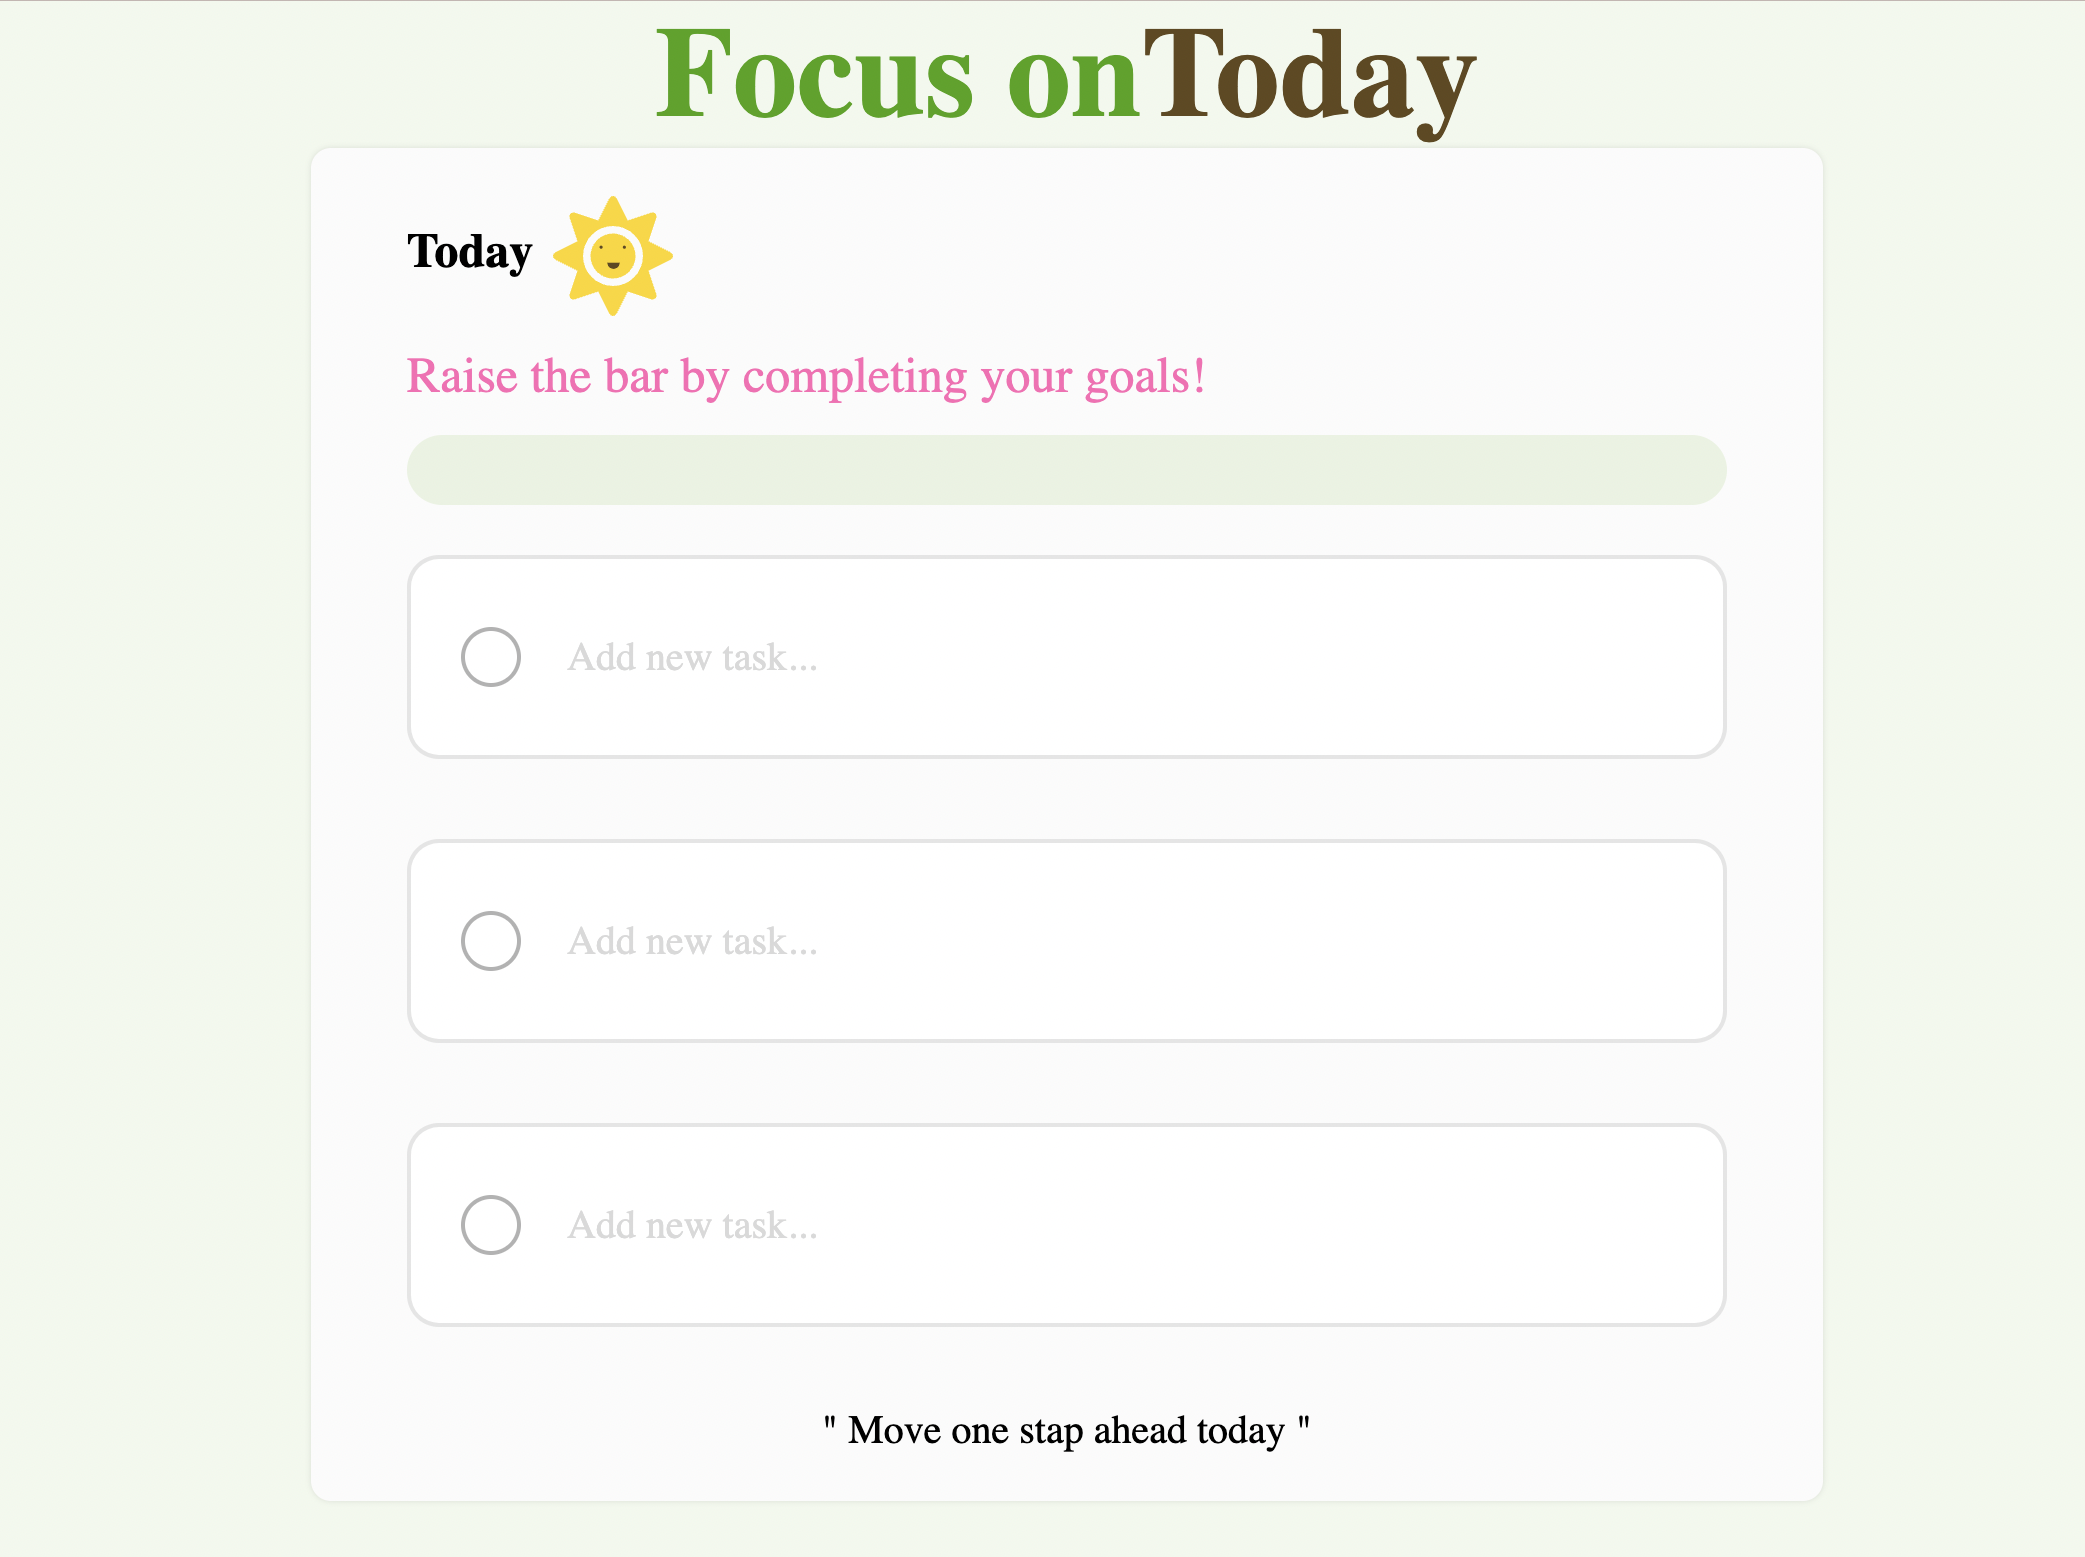 Focus onToday
Today
Raise the bar by completing your goals!
Add new task...
Add new task...
Add new task...
" Move one stap ahead today "